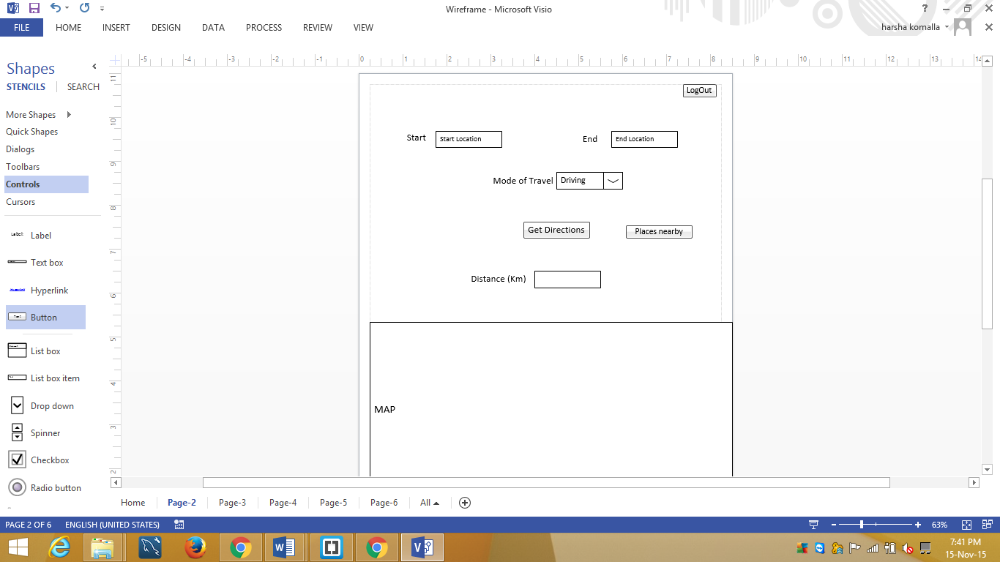 Wireframe - Microsoft Visio
FILE HOME INSERT DESIGN DATA PROCESS REVIEW VIEW
harsha komalla
-5 -4 -3 -2 -1 0 1 2 3 4 5 6 7 8 9 10 11 12 13 14
Shapes
STENCILS SEARCH
More Shapes
Quick Shapes
Dialogs
Toolbars
Controls
Cursors
Label
Text box
Hyperlink
Button
List box
List box item
Drop down
Spinner
Checkbox
Radio button
11
10
9
8
7
6
5
4
3
2
LogOut
Start Start Location End End Location
Mode of Travel Driving
Get Directions Places nearby
Distance (Km)
MAP
Home Page-2 Page-3 Page-4 Page-5 Page-6 All
PAGE 2 OF 6 ENGLISH (UNITED STATES) 63%
7:41 PM
15-Nov-15